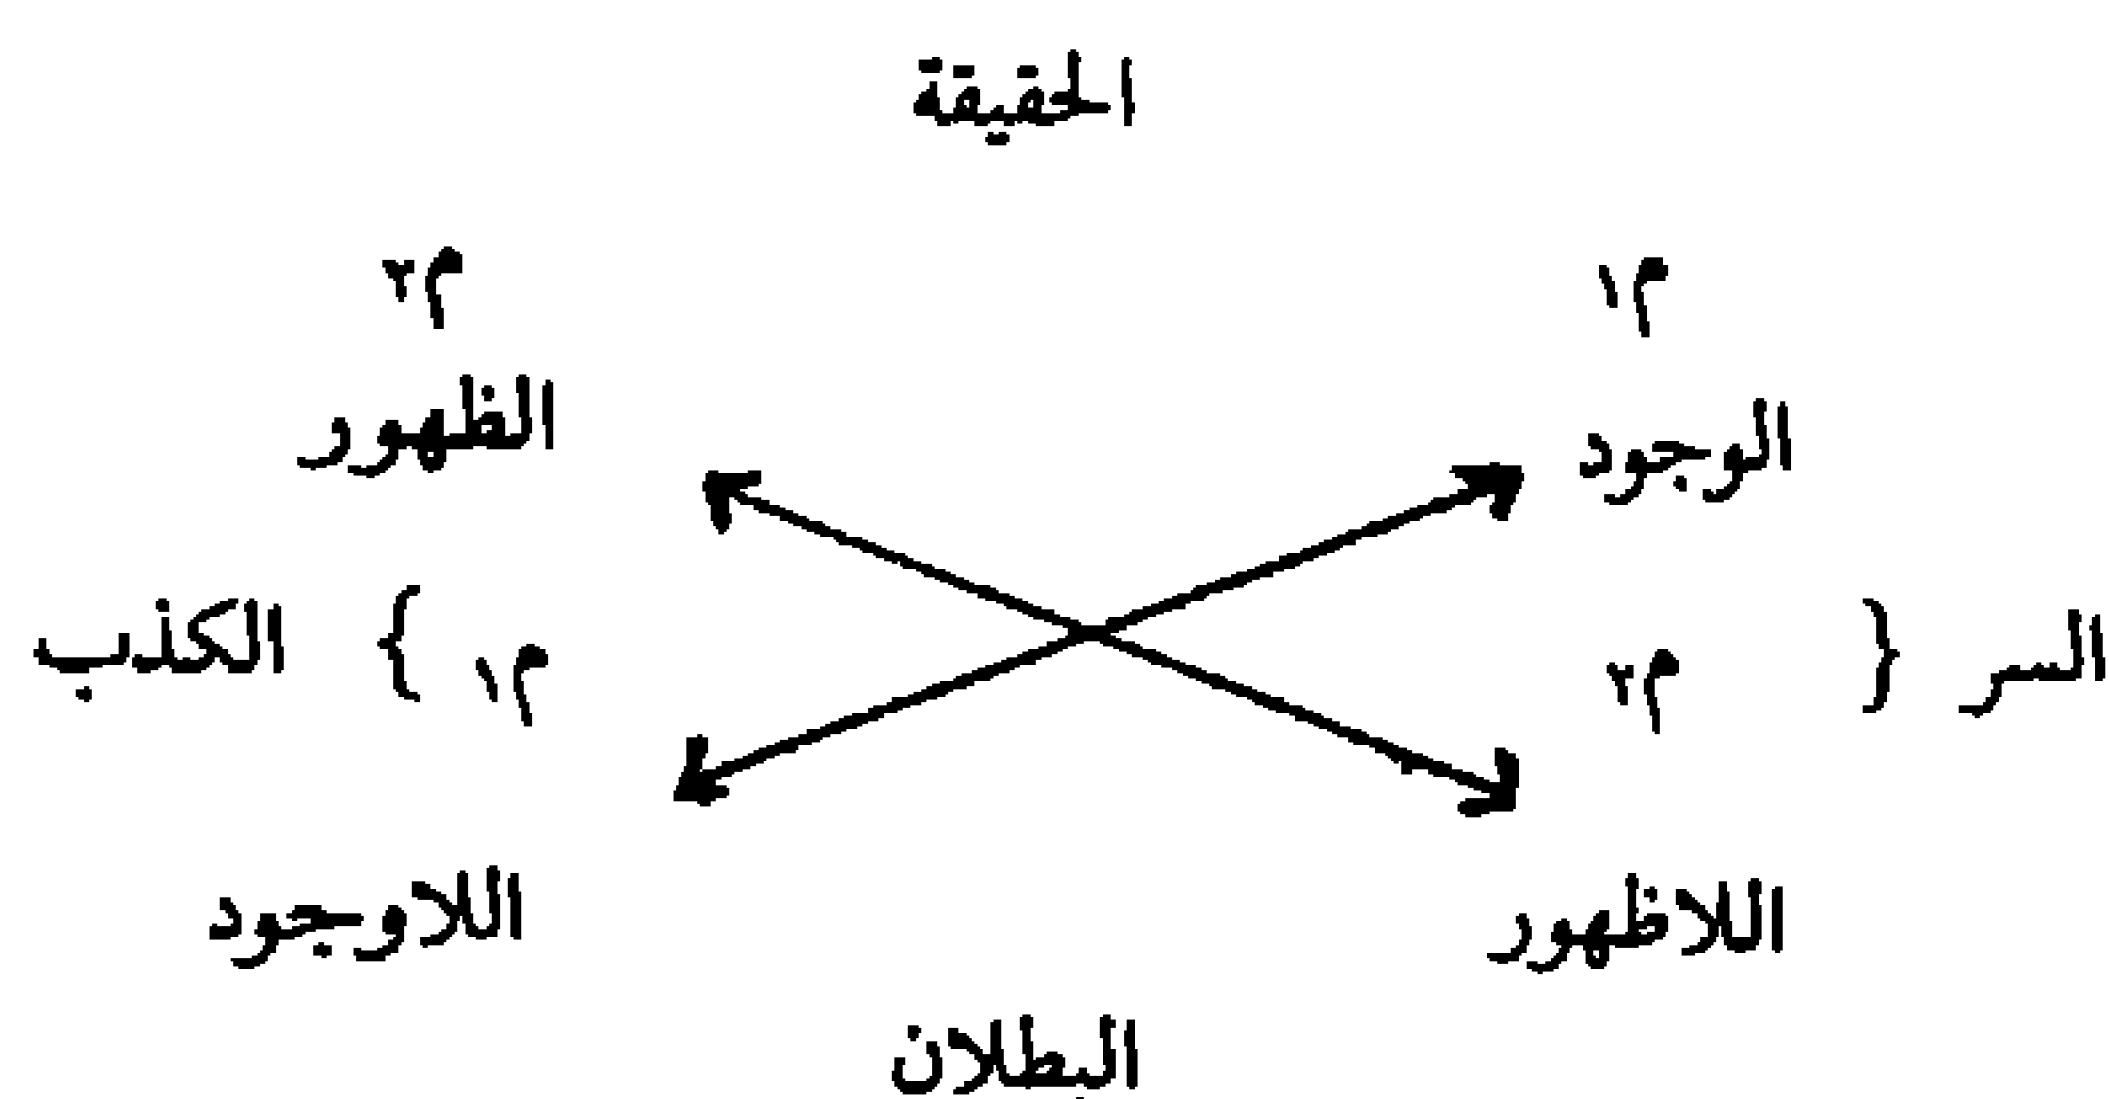 الحقيقة
م١ م٢
الوجود الظهور
السر { م٢ م١ } الكذب
اللاظهور اللاوجود
البطلان